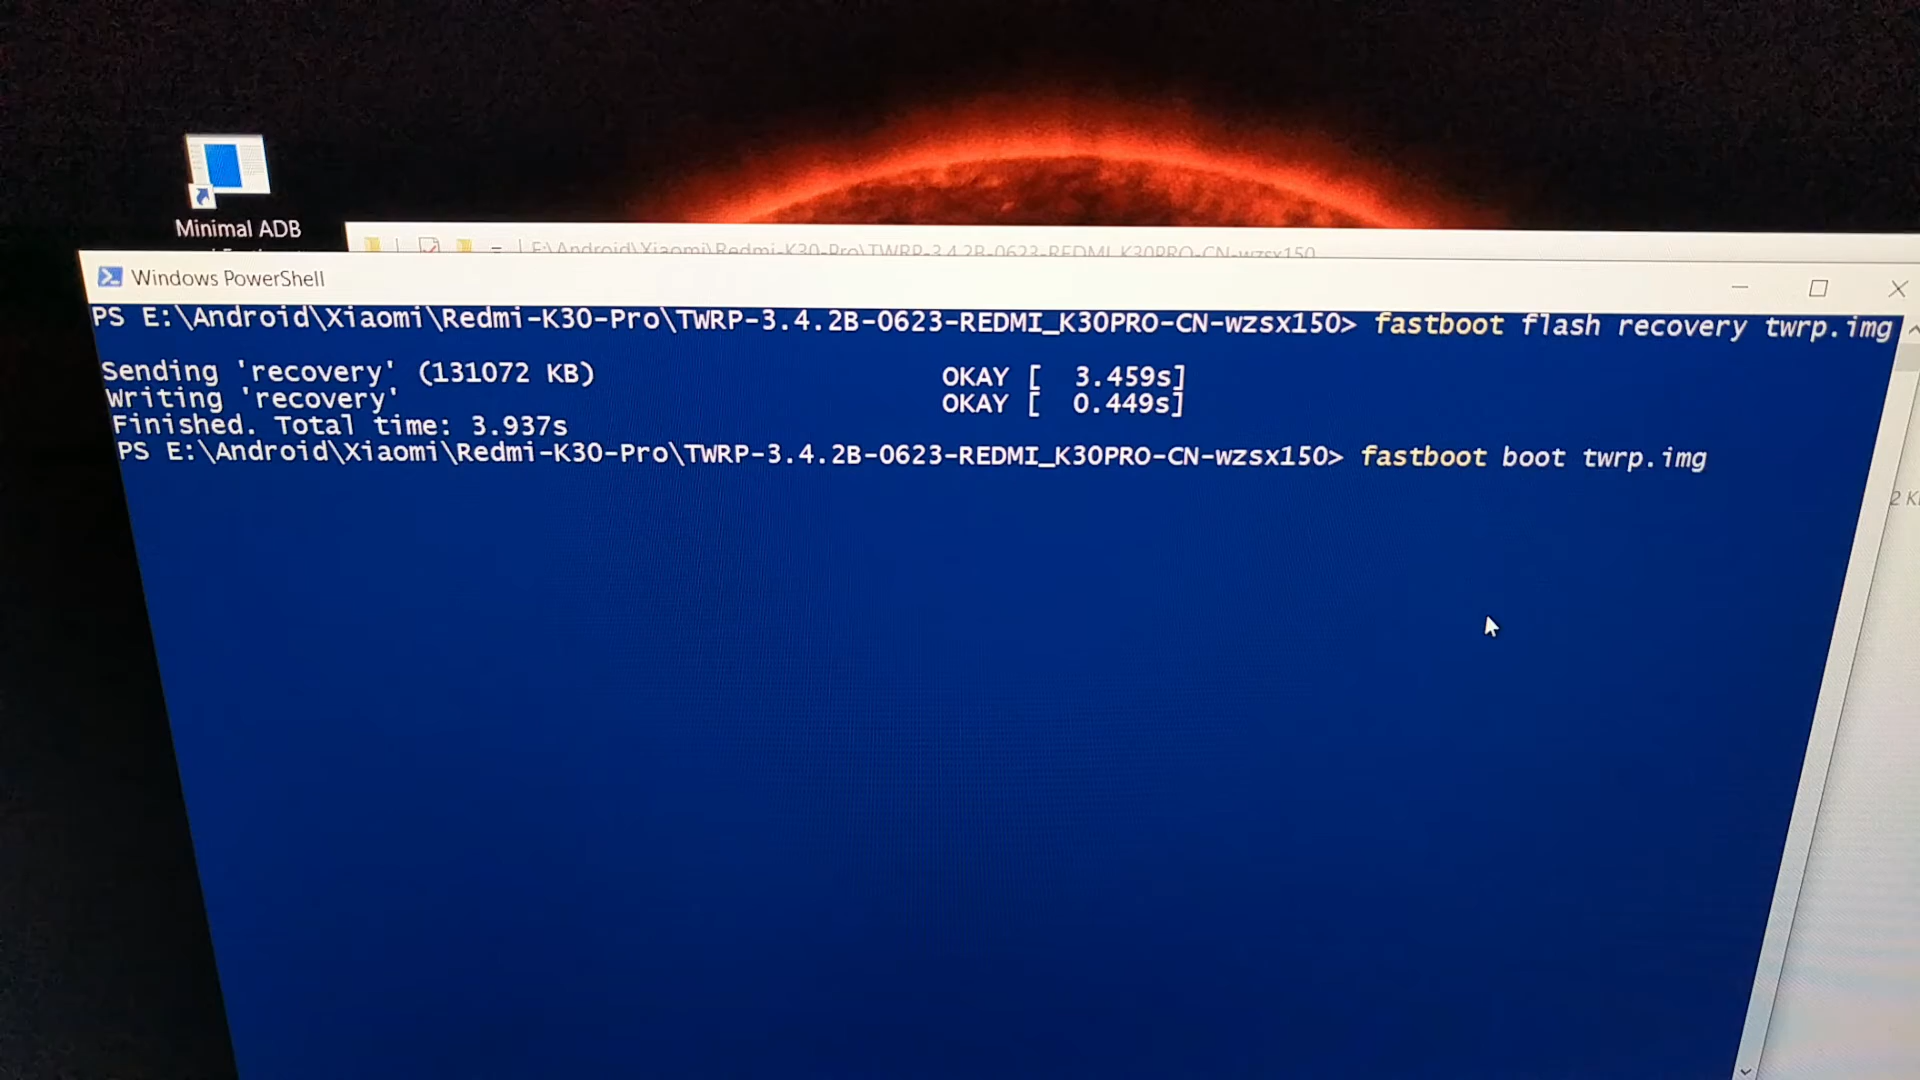 Minimal ADB
E:\Android\Xiaomi\Redmi-K30-Pro\TWRP-3.4.2B-0623-REDMI_K30PRO-CN-wzsx150
Windows PowerShell
PS E:\Android\Xiaomi\Redmi-K30-Pro\TWRP-3.4.2B-0623-REDMI_K30PRO-CN-wzsx150> fastboot flash recovery twrp.img
Sending 'recovery' (131072 KB) OKAY [ 3.459s]
Writing 'recovery' OKAY [ 0.449s]
Finished. Total time: 3.937s
PS E:\Android\Xiaomi\Redmi-K30-Pro\TWRP-3.4.2B-0623-REDMI_K30PRO-CN-wzsx150> fastboot boot twrp.img